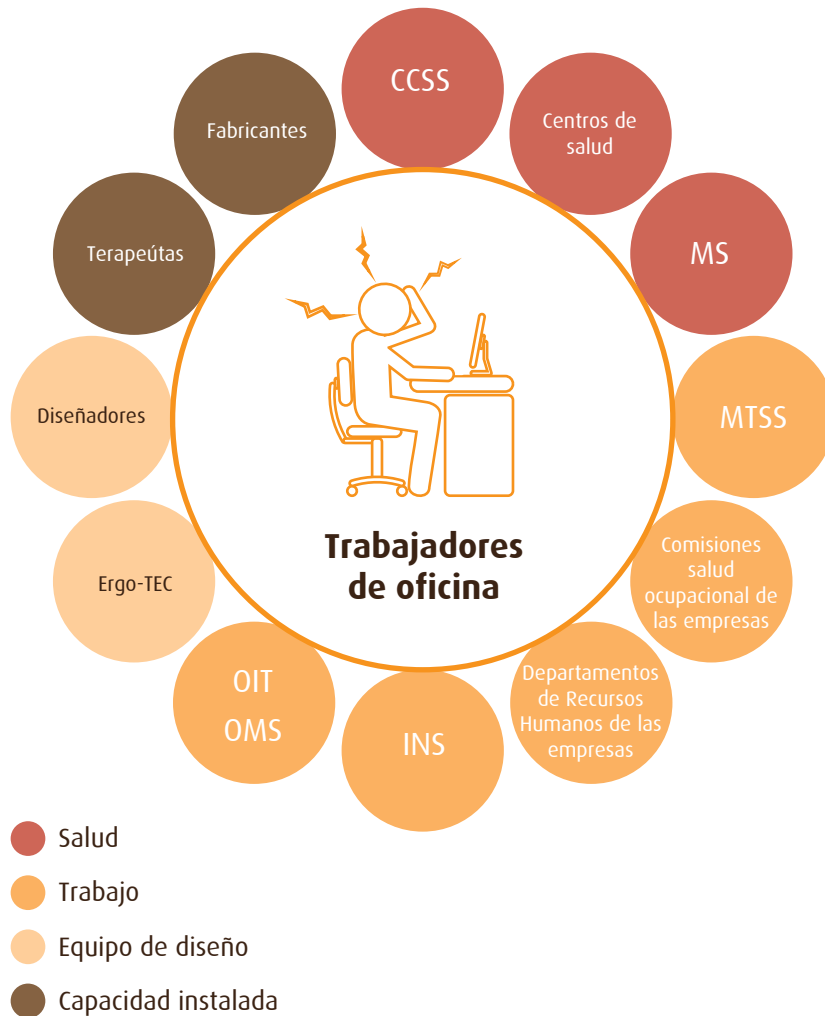 CCSS
Centros de
salud
MS
MTSS
Comisiones
salud
ocupacional de
las empresas
Departamentos
de Recursos
Humanos de las
empresas
INS
OIT
OMS
Ergo-TEC
Diseñadores
Terapeútas
Fabricantes
Trabajadores
de oficina
Salud
Trabajo
Equipo de diseño
Capacidad instalada